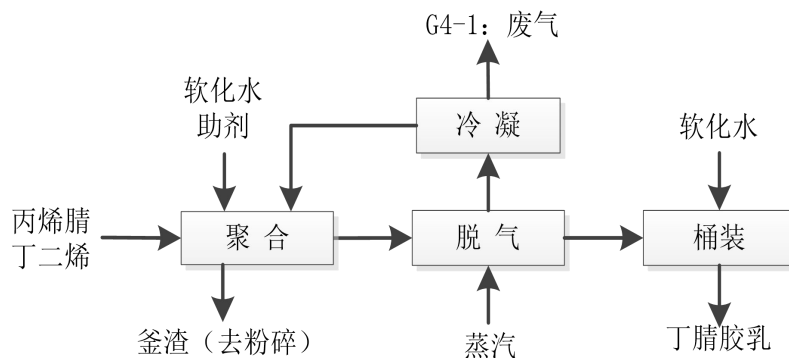 G4-1：废气
软化水
助剂
冷 凝
软化水
丙烯腈
丁二烯
聚 合
脱 气
桶装
釜渣（去粉碎）
蒸汽
丁腈胶乳